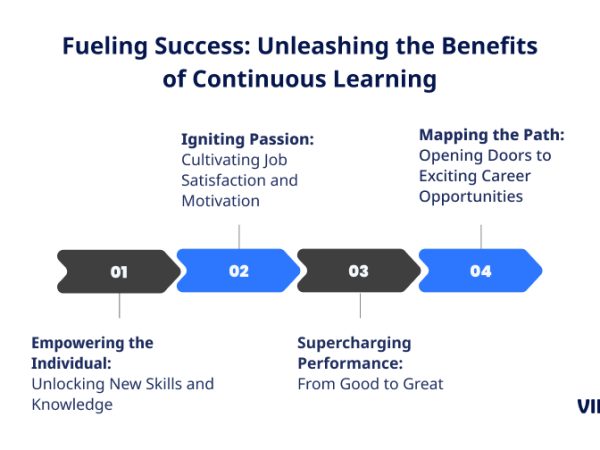 Fueling Success: Unleashing the Benefits
of Continuous Learning
Igniting Passion:
Cultivating Job
Satisfaction and
Motivation
Mapping the Path:
Opening Doors to
Exciting Career
Opportunities
01
02
03
04
Empowering the
Individual:
Unlocking New Skills and
Knowledge
Supercharging
Performance:
From Good to Great